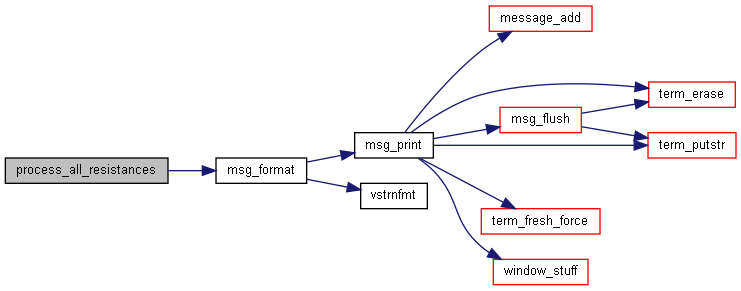 process_all_resistances
msg_format
msg_print
vstrnfmt
message_add
msg_flush
term_erase
term_putstr
term_fresh_force
window_stuff